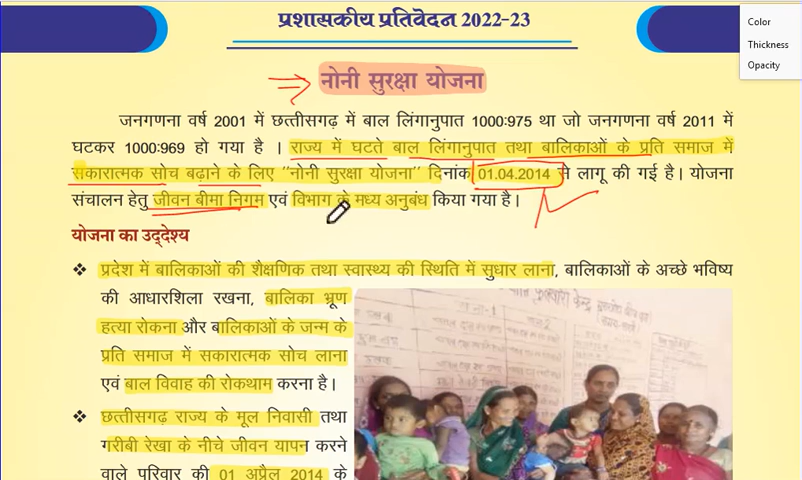 प्रशासकीय प्रतिवेदन 2022-23
Color
Thickness
Opacity
नोनी सुरक्षा योजना
जनगणना वर्ष 2001 में छत्तीसगढ़ में बाल लिंगानुपात 1000:975 था जो जनगणना वर्ष 2011 में
घटकर 1000:969 हो गया है । राज्य में घटते बाल लिंगानुपात तथा बालिकाओं के प्रति समाज में
सकारात्मक सोच बढ़ाने के लिए "नोनी सुरक्षा योजना" दिनांक 01.04.2014 से लागू की गई है। योजना
संचालन हेतु जीवन बीमा निगम एवं विभाग के मध्य अनुबंध किया गया है।
योजना का उद्देश्य
❖ प्रदेश में बालिकाओं की शैक्षणिक तथा स्वास्थ्य की स्थिति में सुधार लाना, बालिकाओं के अच्छे भविष्य
की आधारशिला रखना, बालिका भ्रूण
हत्या रोकना और बालिकाओं के जन्म के
प्रति समाज में सकारात्मक सोच लाना
एवं बाल विवाह की रोकथाम करना है।
❖ छत्तीसगढ़ राज्य के मूल निवासी तथा
गरीबी रेखा के नीचे जीवन यापन करने
वाले परिवार की 01 अप्रैल 2014 के